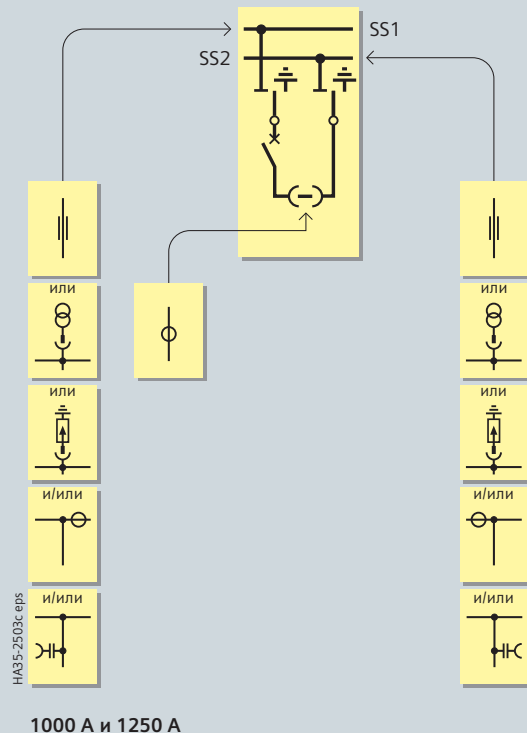 SS1
SS2
или
или
и/или
и/или
или
или
и/или
и/или
HA35-2503c eps
1000 А и 1250 А